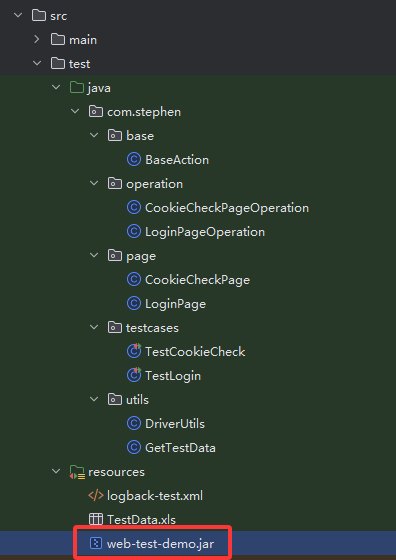 src
main
test
java
com.stephen
base
BaseAction
operation
CookieCheckPageOperation
LoginPageOperation
page
CookieCheckPage
LoginPage
testcases
TestCookieCheck
TestLogin
utils
DriverUtils
GetTestData
resources
logback-test.xml
TestData.xls
web-test-demo.jar